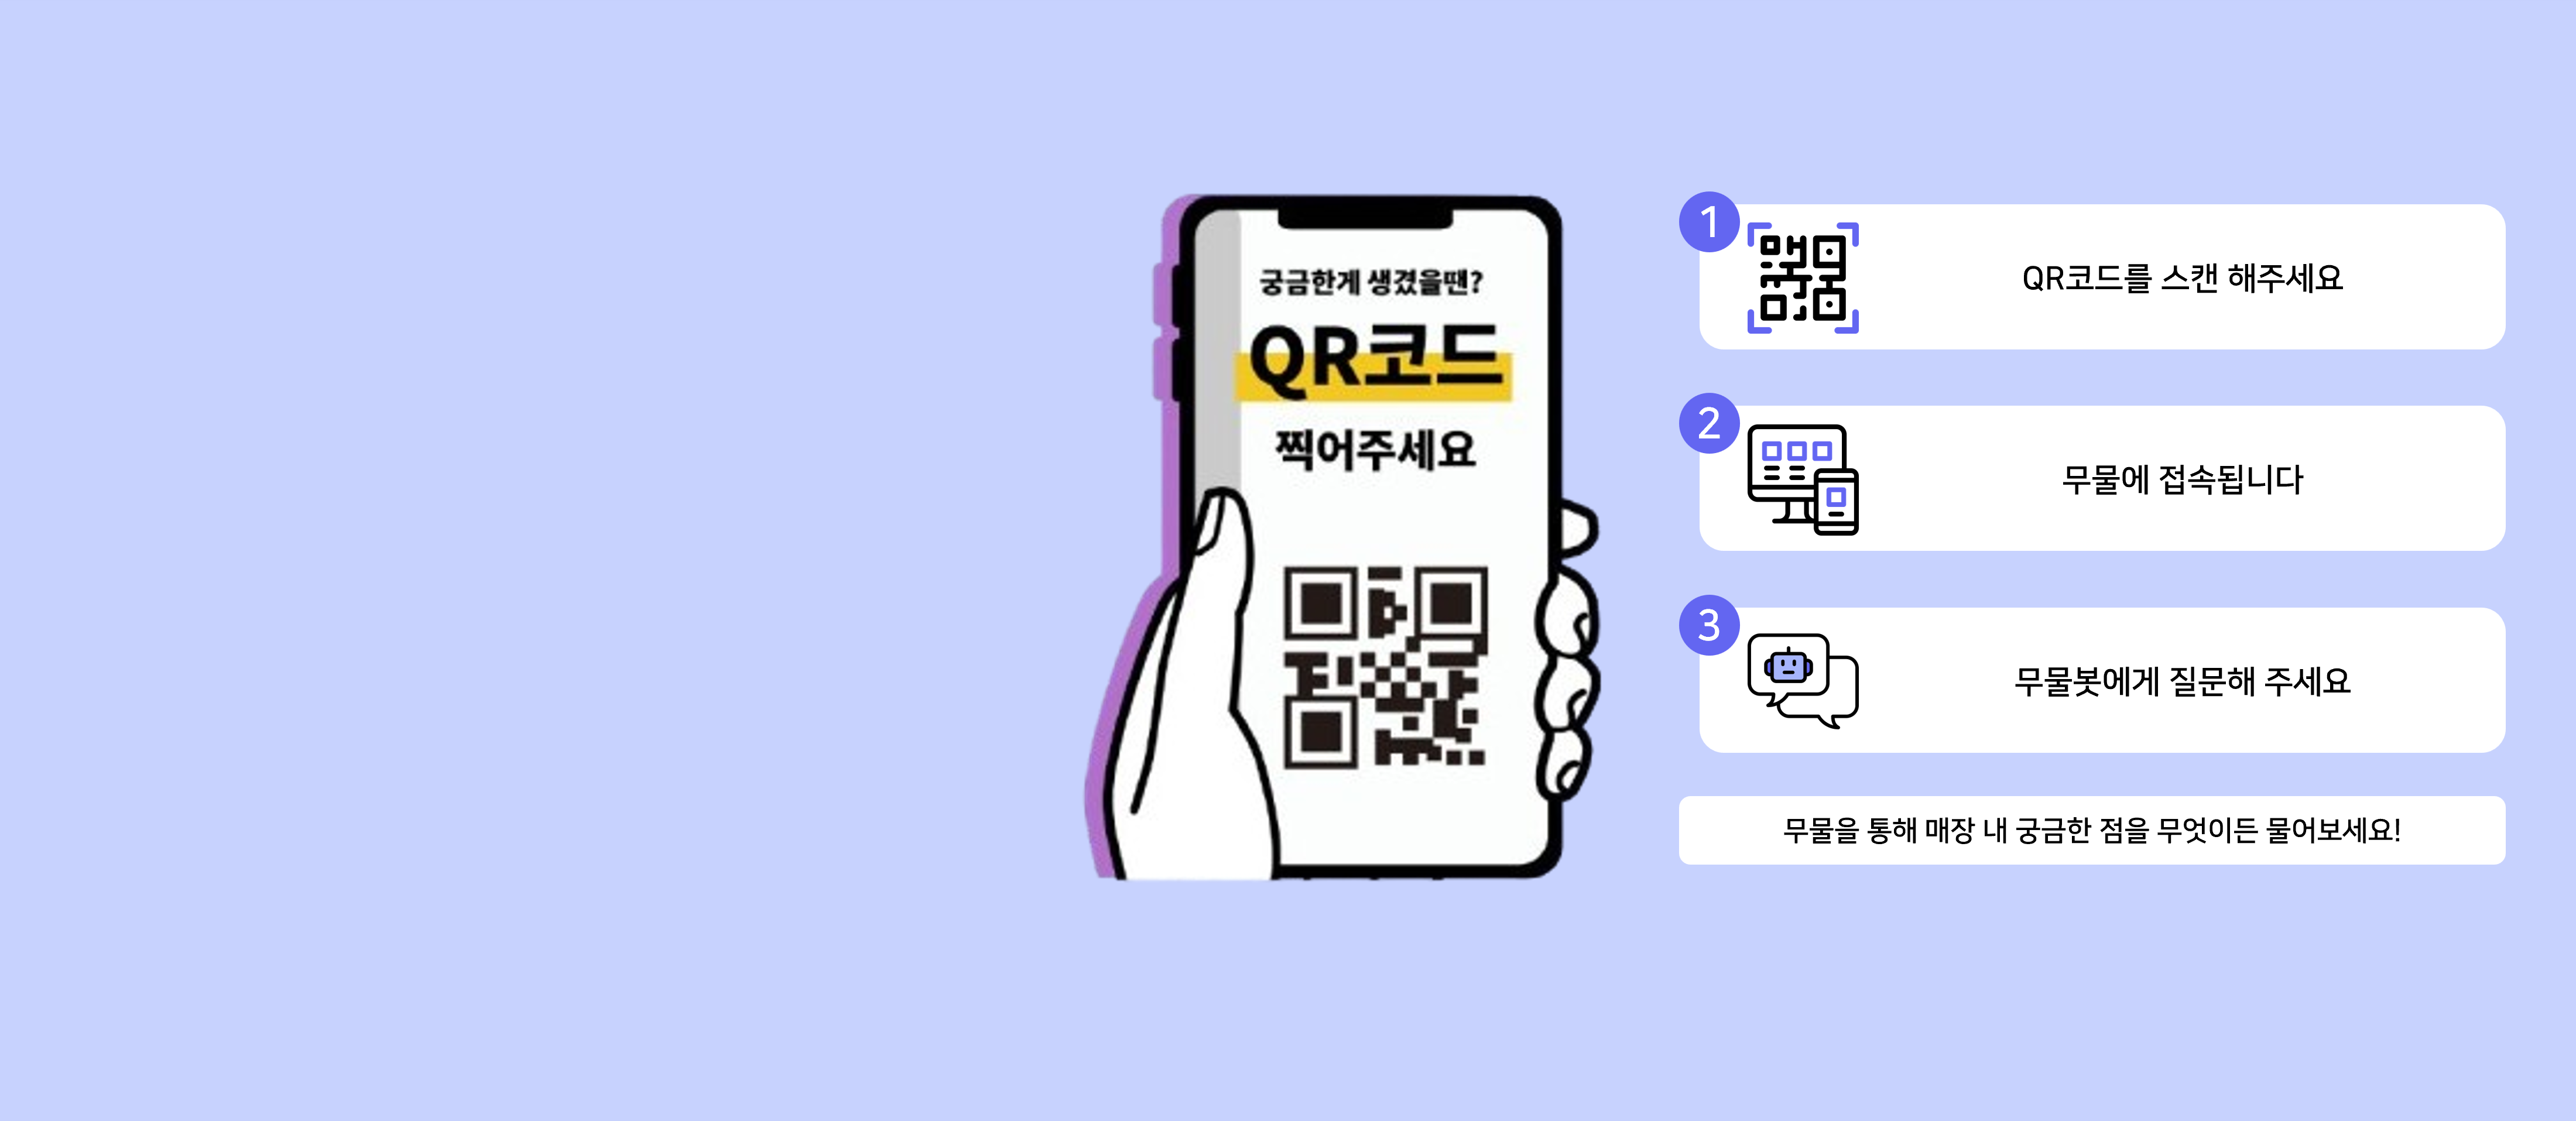 궁금한게 생겼을땐?
QR코드
찍어주세요
1
QR코드를 스캔 해주세요
2
무물에 접속됩니다
3
무물봇에게 질문해 주세요
무물을 통해 매장 내 궁금한 점을 무엇이든 물어보세요!